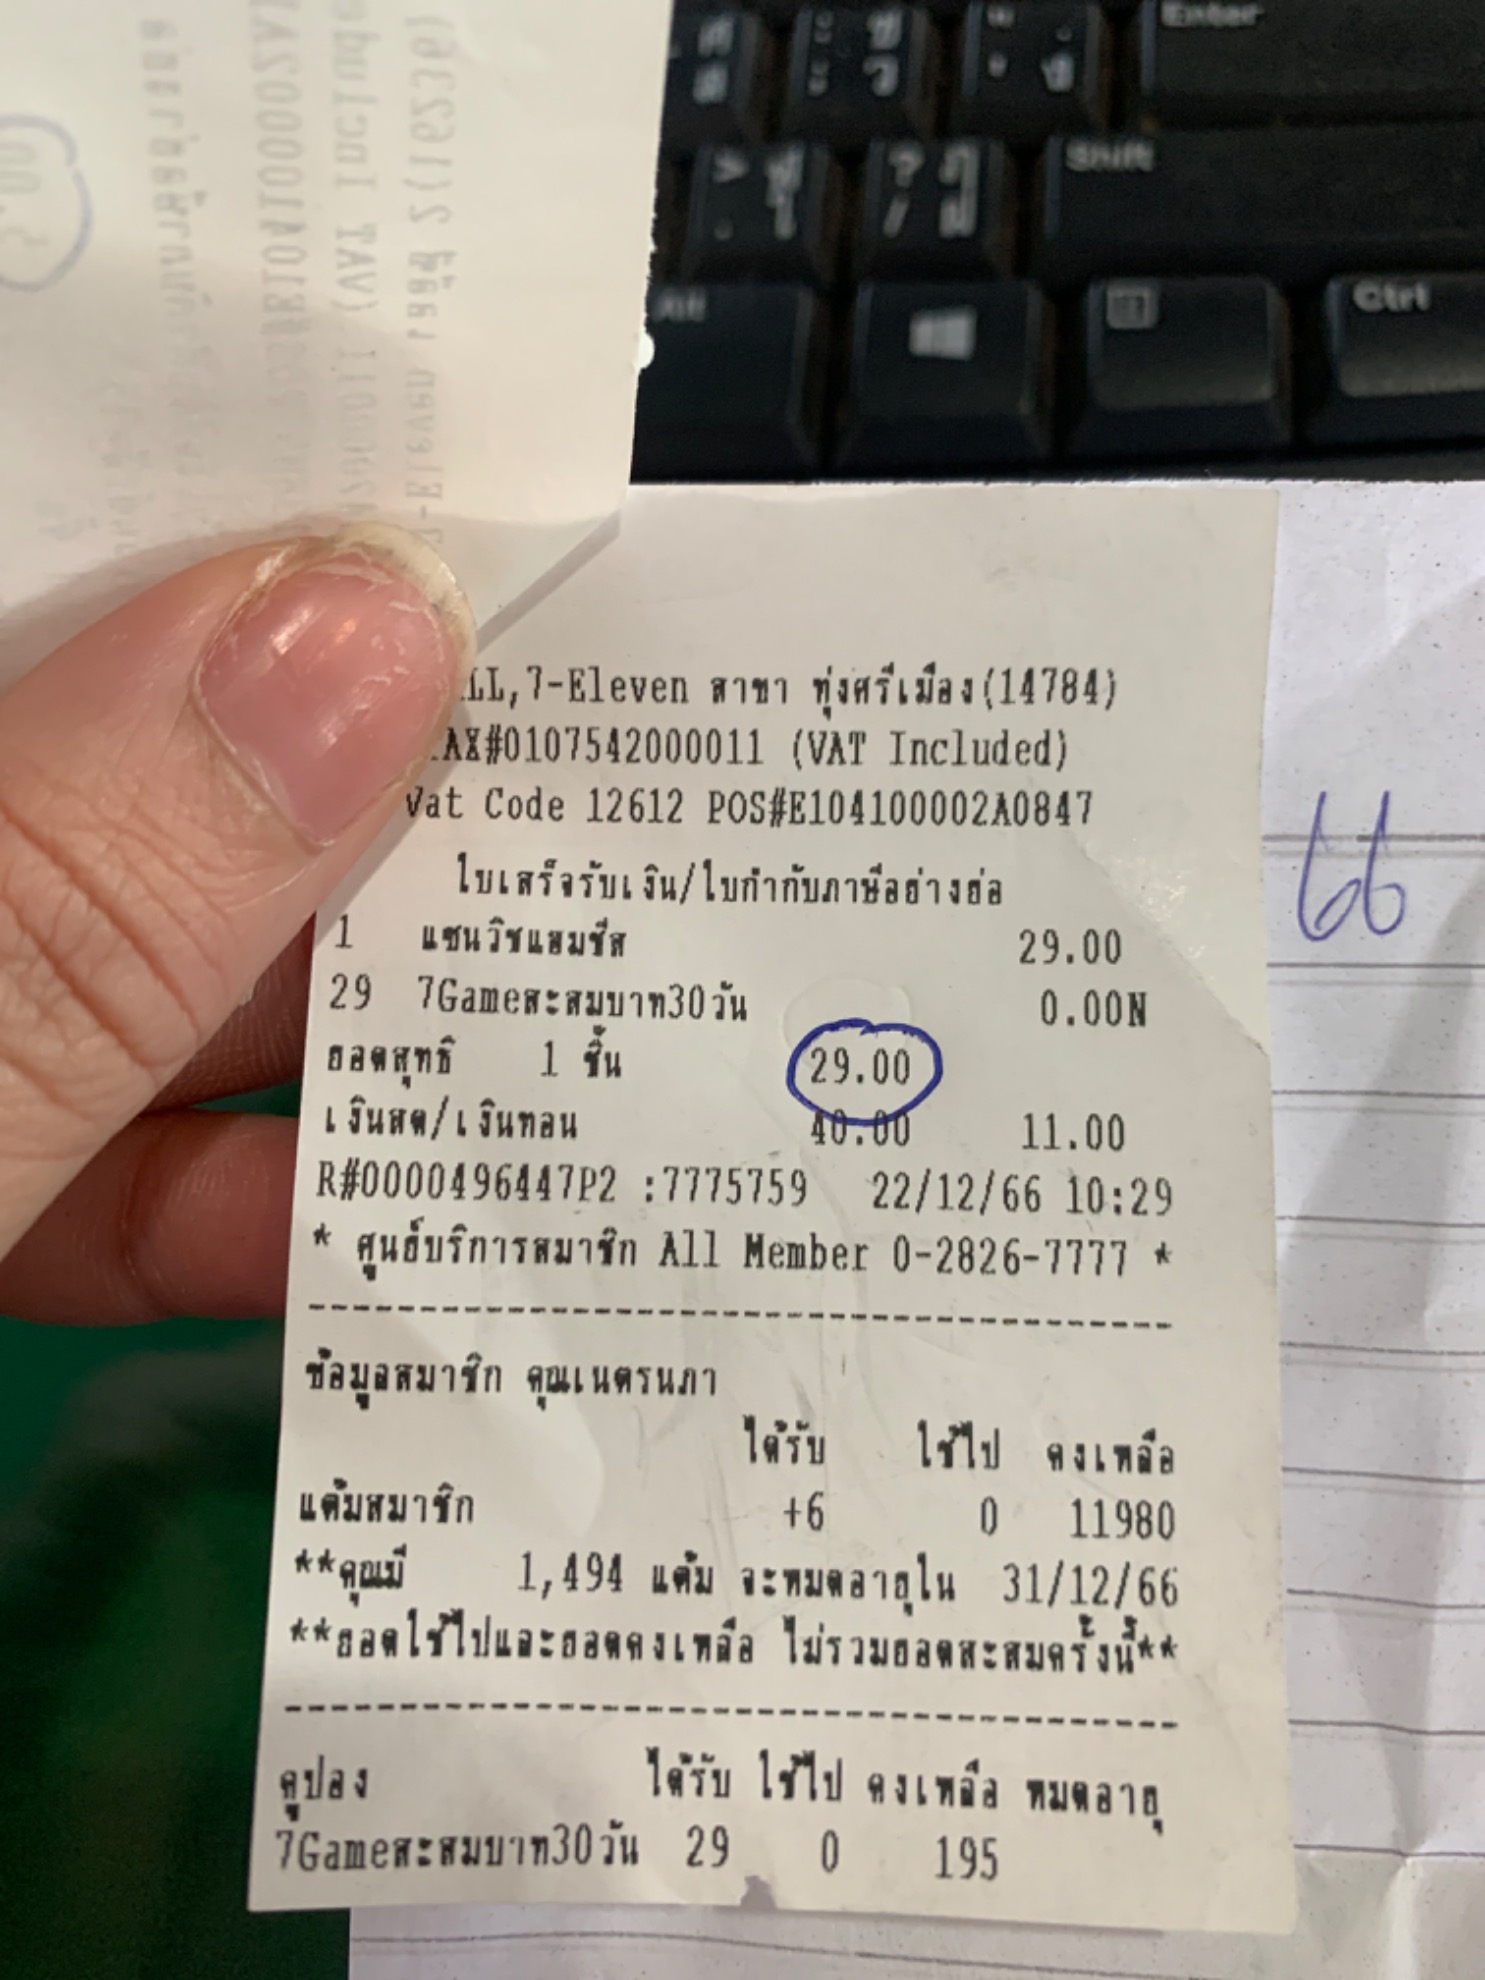 Enter
Shift
Alt
Ctrl
ALL,7-Eleven สาขา ทุ่งศรีเมือง(14784)
TAX#0107542000011 (VAT Included)
Vat Code 12612 POS#E104100002A0847
ใบเสร็จรับเงิน/ใบกำกับภาษีอย่างย่อ
1 แซนวิชแฮมชีส 29.00
29 7Gameสะสมบาท30วัน 0.00N
ยอดสุทธิ 1 ชิ้น 29.00
เงินสด/เงินทอน 40.00 11.00
R#0000496447P2 :7775759 22/12/66 10:29
* ศูนย์บริการสมาชิก All Member 0-2826-7777 *
ข้อมูลสมาชิก คุณเนตรนภา
ได้รับ ใช้ไป คงเหลือ
แต้มสมาชิก +6 0 11980
**คุณมี 1,494 แต้ม จะหมดอายุใน 31/12/66
**ยอดใช้ไปและยอดคงเหลือ ไม่รวมยอดสะสมครั้งนี้**
คูปอง ได้รับ ใช้ไป คงเหลือ หมดอายุ
7Gameสะสมบาท30วัน 29 0 195
66